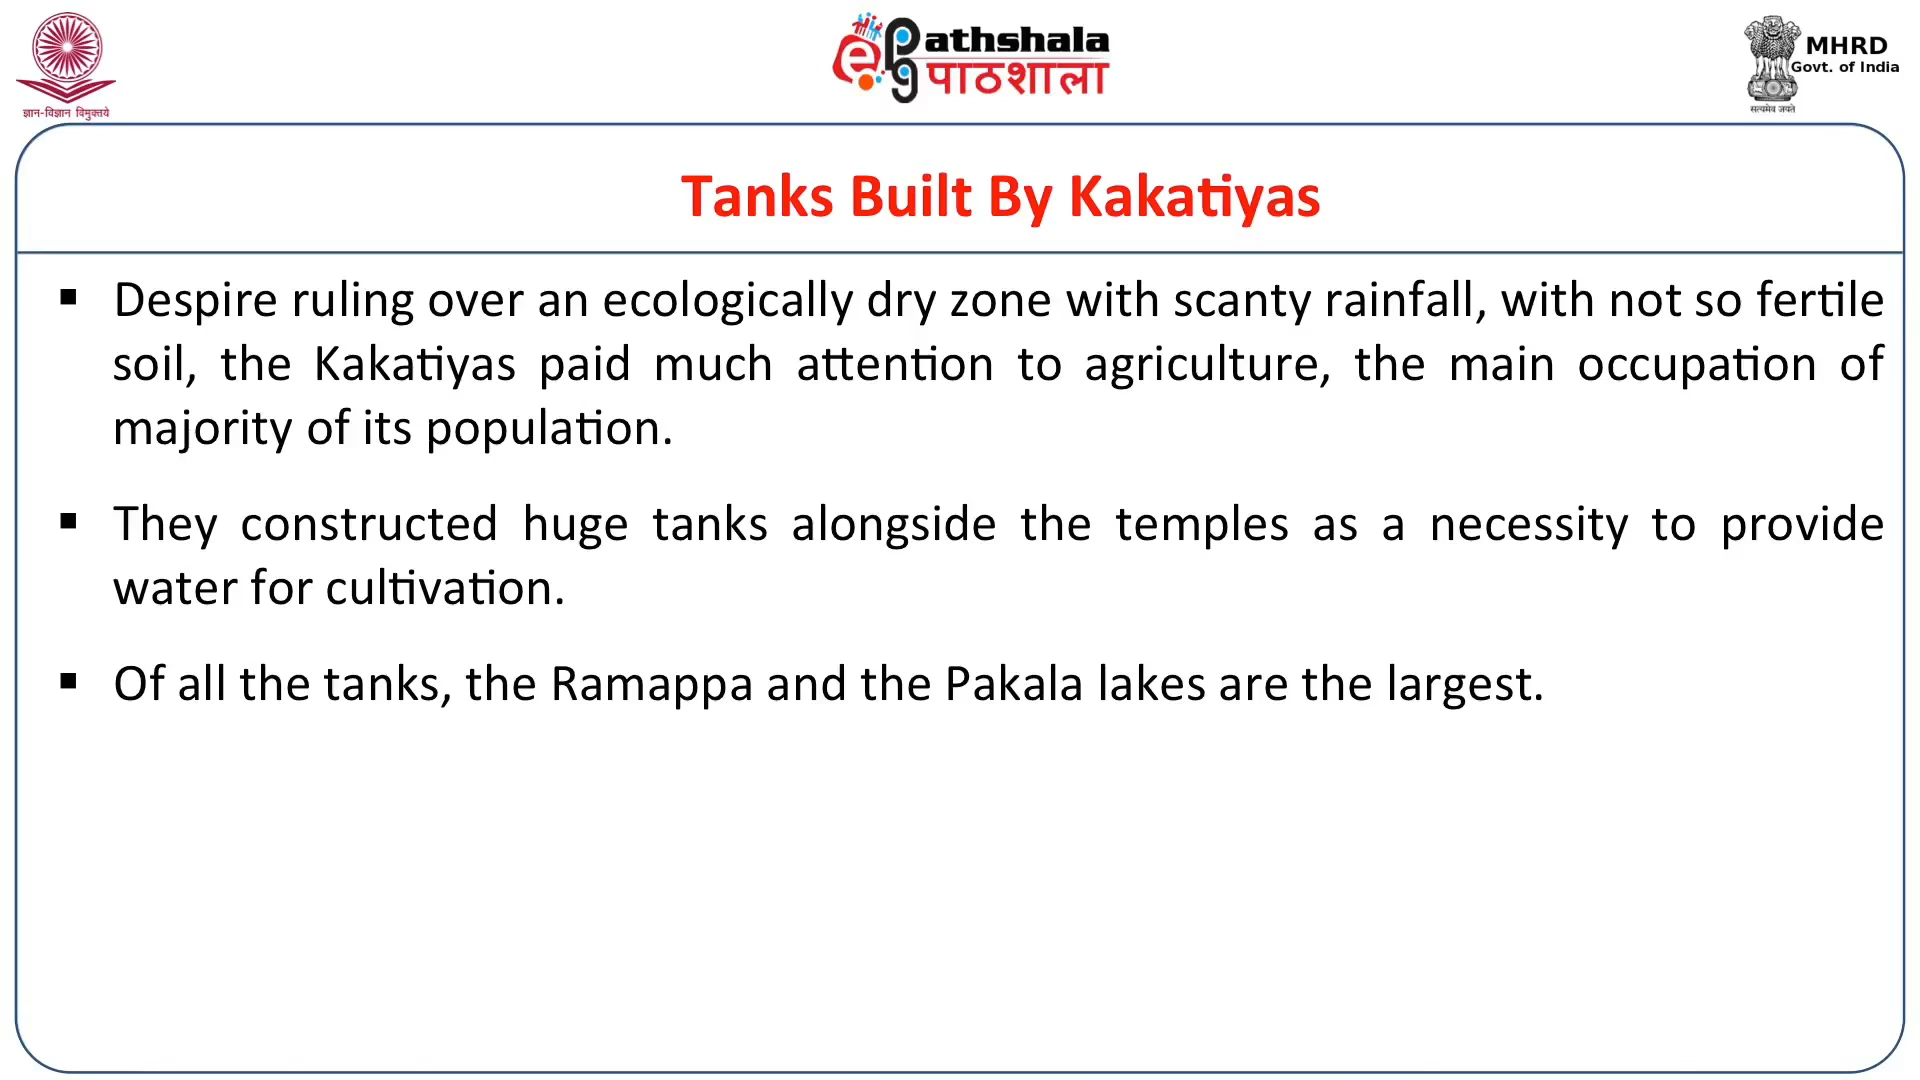 ज्ञान-विज्ञान विमुक्तये
e PG Pathshala
पाठशाला
MHRD
Govt. of India
सत्यमेव जयते
Tanks Built By Kakatiyas
▪ Despire ruling over an ecologically dry zone with scanty rainfall, with not so fertile
soil, the Kakatiyas paid much attention to agriculture, the main occupation of
majority of its population.
▪ They constructed huge tanks alongside the temples as a necessity to provide
water for cultivation.
▪ Of all the tanks, the Ramappa and the Pakala lakes are the largest.